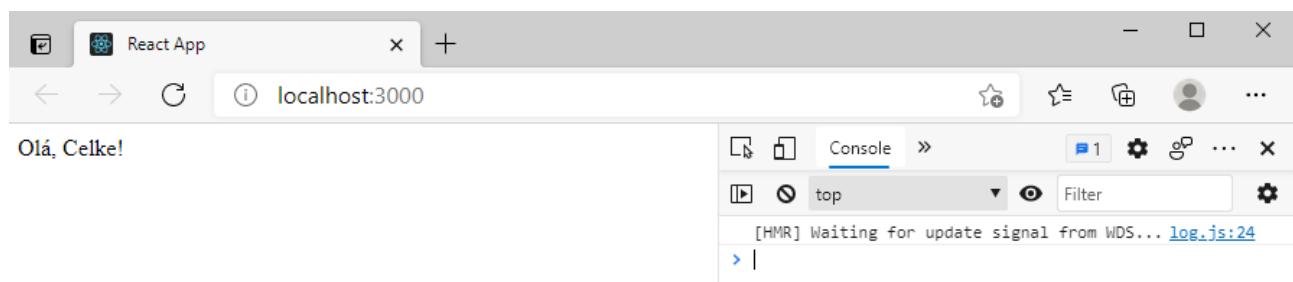 React App
localhost:3000
Olá, Celke!
Console
1
top
Filter
[HMR] Waiting for update signal from WDS... log.js:24